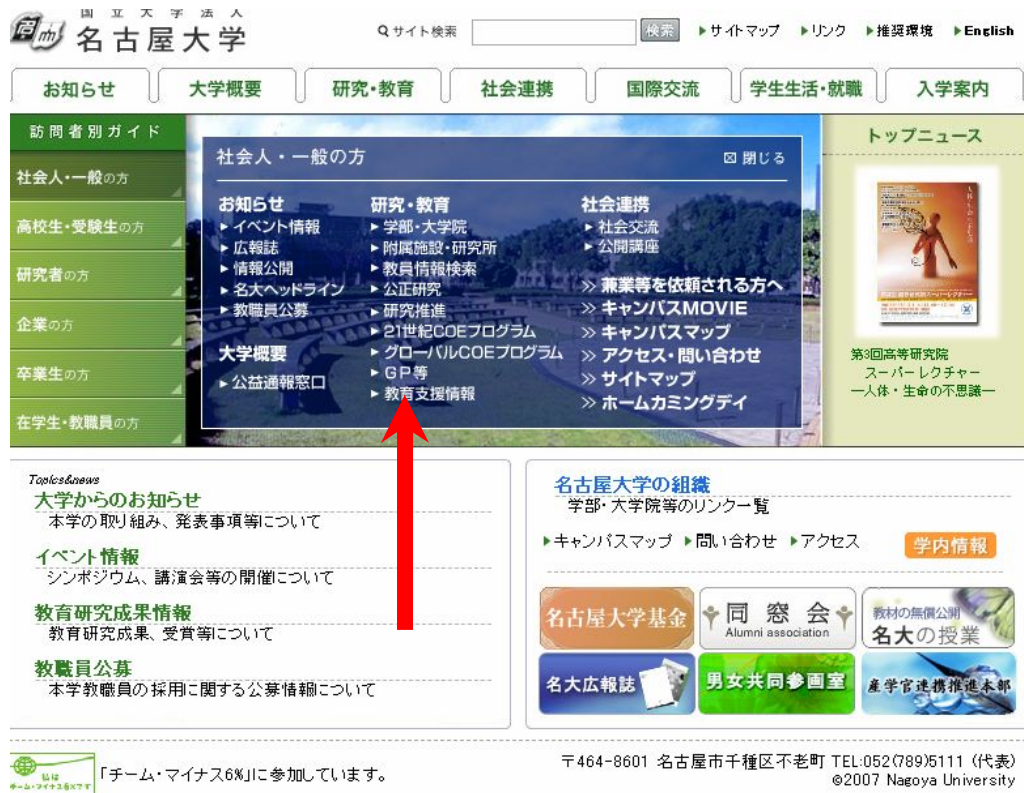 国立大学法人
名古屋大学
サイト検索
検索
サイトマップ
リンク
推奨環境
English
お知らせ
大学概要
研究・教育
社会連携
国際交流
学生生活・就職
入学案内
訪問者別ガイド
社会人・一般の方
高校生・受験生の方
研究者の方
企業の方
卒業生の方
在学生・教職員の方
社会人・一般の方
閉じる
お知らせ
イベント情報
広報誌
情報公開
名大ヘッドライン
教職員公募
大学概要
公益通報窓口
研究・教育
学部・大学院
附属施設・研究所
教員情報検索
公正研究
研究推進
21世紀COEプログラム
グローバルCOEプログラム
GP等
教育支援情報
社会連携
社会交流
公開講座
≫ 兼業等を依頼される方へ
≫ キャンパスMOVIE
≫ キャンパスマップ
≫ アクセス・問い合わせ
≫ サイトマップ
≫ ホームカミングデイ
トップニュース
第3回高等研究院
スーパーレクチャー
―人体・生命の不思議―
Topics&news
大学からのお知らせ
本学の取り組み、発表事項等について
イベント情報
シンポジウム、講演会等の開催について
教育研究成果情報
教育研究成果、受賞等について
教職員公募
本学教職員の採用に関する公募情報について
名古屋大学の組織
学部・大学院等のリンク一覧
キャンパスマップ
問い合わせ
アクセス
学内情報
名古屋大学基金
同窓会
Alumni association
教材の無償公開
名大の授業
名大広報誌
男女共同参画室
産学官連携推進本部
私は
チーム・マイナス6%です
「チーム・マイナス6%」に参加しています。
〒464-8601 名古屋市千種区不老町 TEL:052(789)5111 (代表)
©2007 Nagoya University